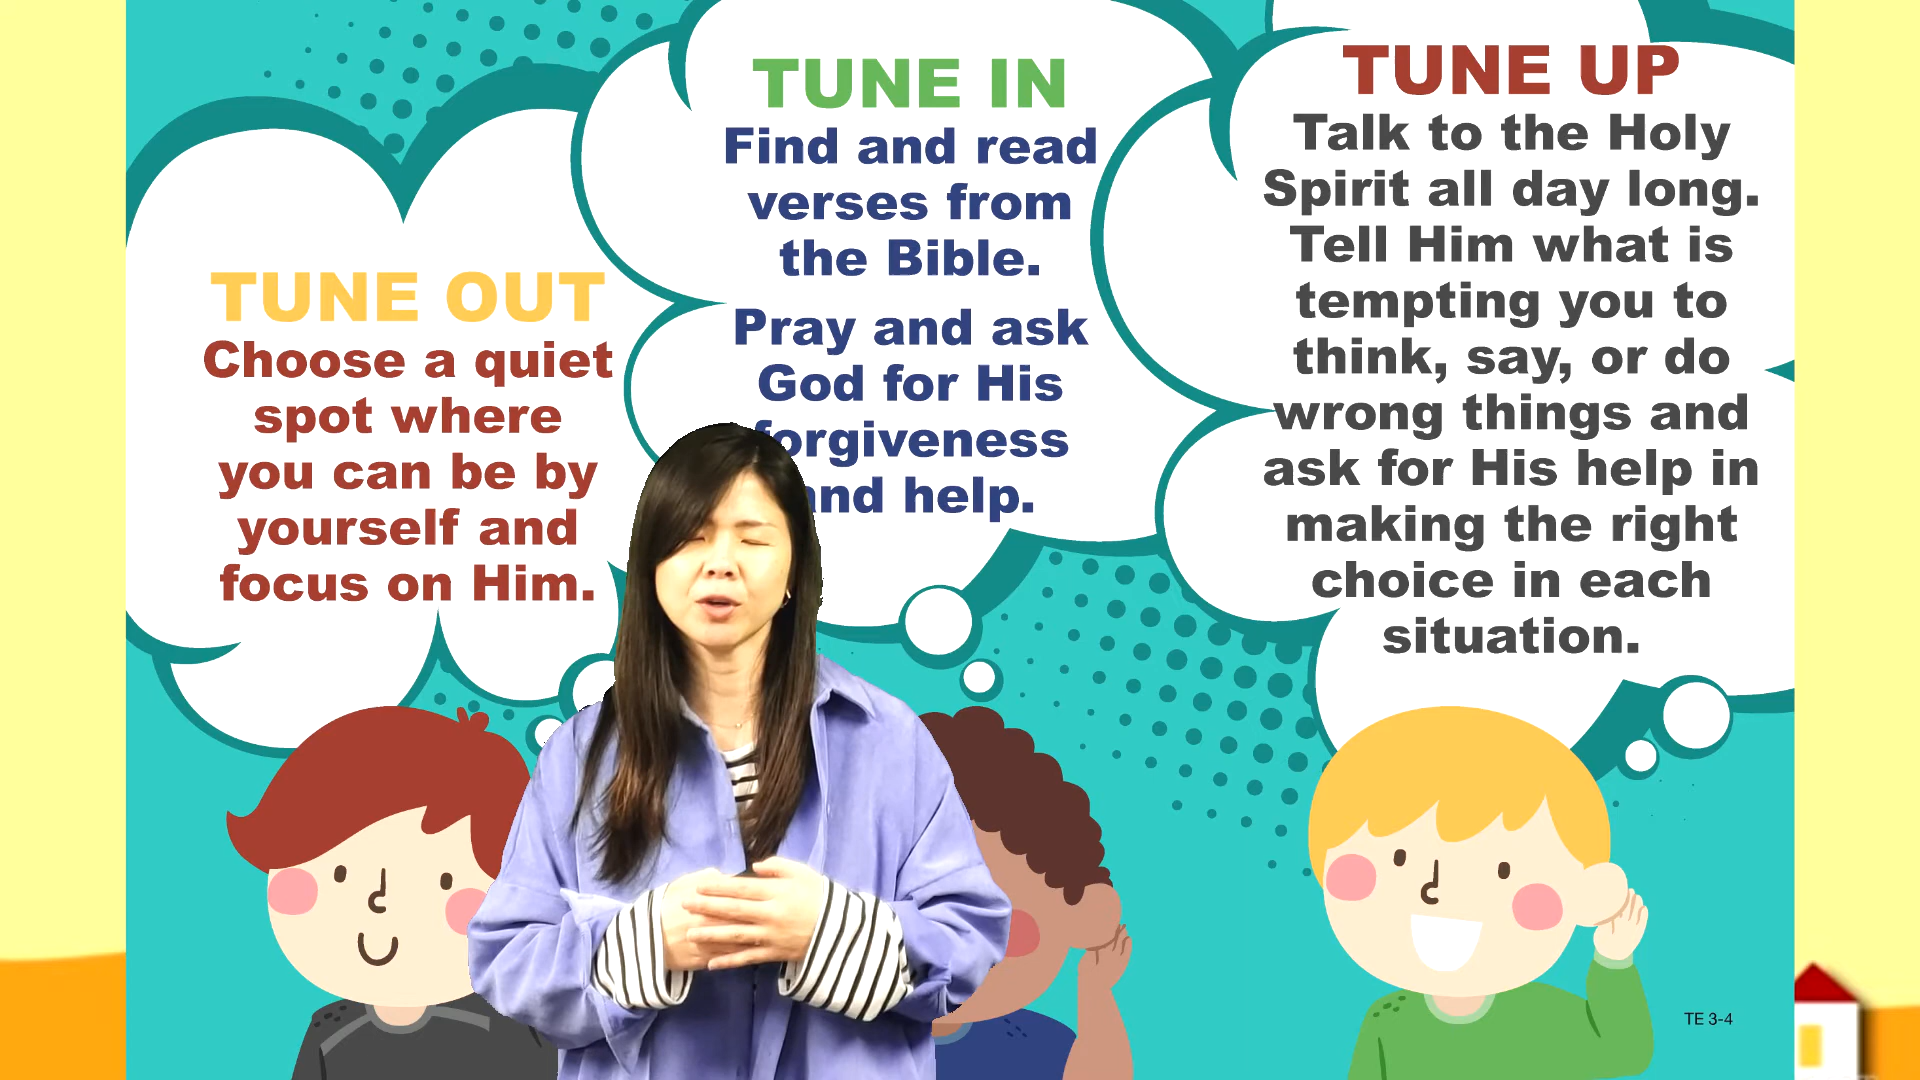 TUNE OUT
Choose a quiet
spot where
you can be by
yourself and
focus on Him.
TUNE IN
Find and read
verses from
the Bible.
Pray and ask
God for His
forgiveness
and help.
TUNE UP
Talk to the Holy
Spirit all day long.
Tell Him what is
tempting you to
think, say, or do
wrong things and
ask for His help in
making the right
choice in each
situation.
TE 3-4